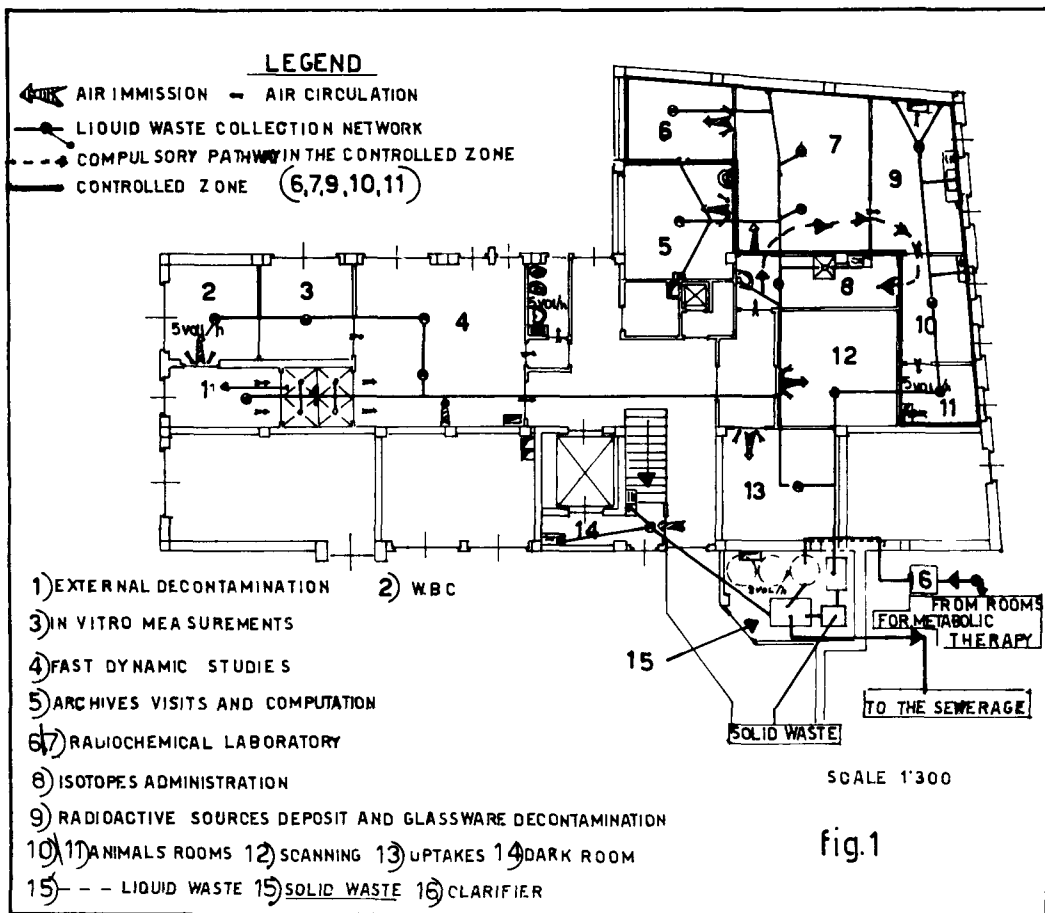 LEGEND
AIR IMMISSION AIR CIRCULATION
LIQUID WASTE COLLECTION NETWORK
COMPULSORY PATHWAY IN THE CONTROLLED ZONE
CONTROLLED ZONE (6,7,9,10,11)
6
7
9
5
2
3
4
5vol/h
8
5vol/h
10
12
1
5vol/h
11
13
14
15
6
FROM ROOMS
FOR METABOLIC
THERAPY
TO THE SEWERAGE
SOLID WASTE
1) EXTERNAL DECONTAMINATION 2) W.B.C
3) IN VITRO MEASUREMENTS
4) FAST DYNAMIC STUDIES
5) ARCHIVES VISITS AND COMPUTATION
6\7) RADIOCHEMICAL LABORATORY
8) ISOTOPES ADMINISTRATION
SCALE 1'300
9) RADIOACTIVE SOURCES DEPOSIT AND GLASSWARE DECONTAMINATION
10\11) ANIMALS ROOMS 12) SCANNING 13) UPTAKES 14) DARK ROOM
15) --- LIQUID WASTE 15) SOLID WASTE 16) CLARIFIER
fig.1